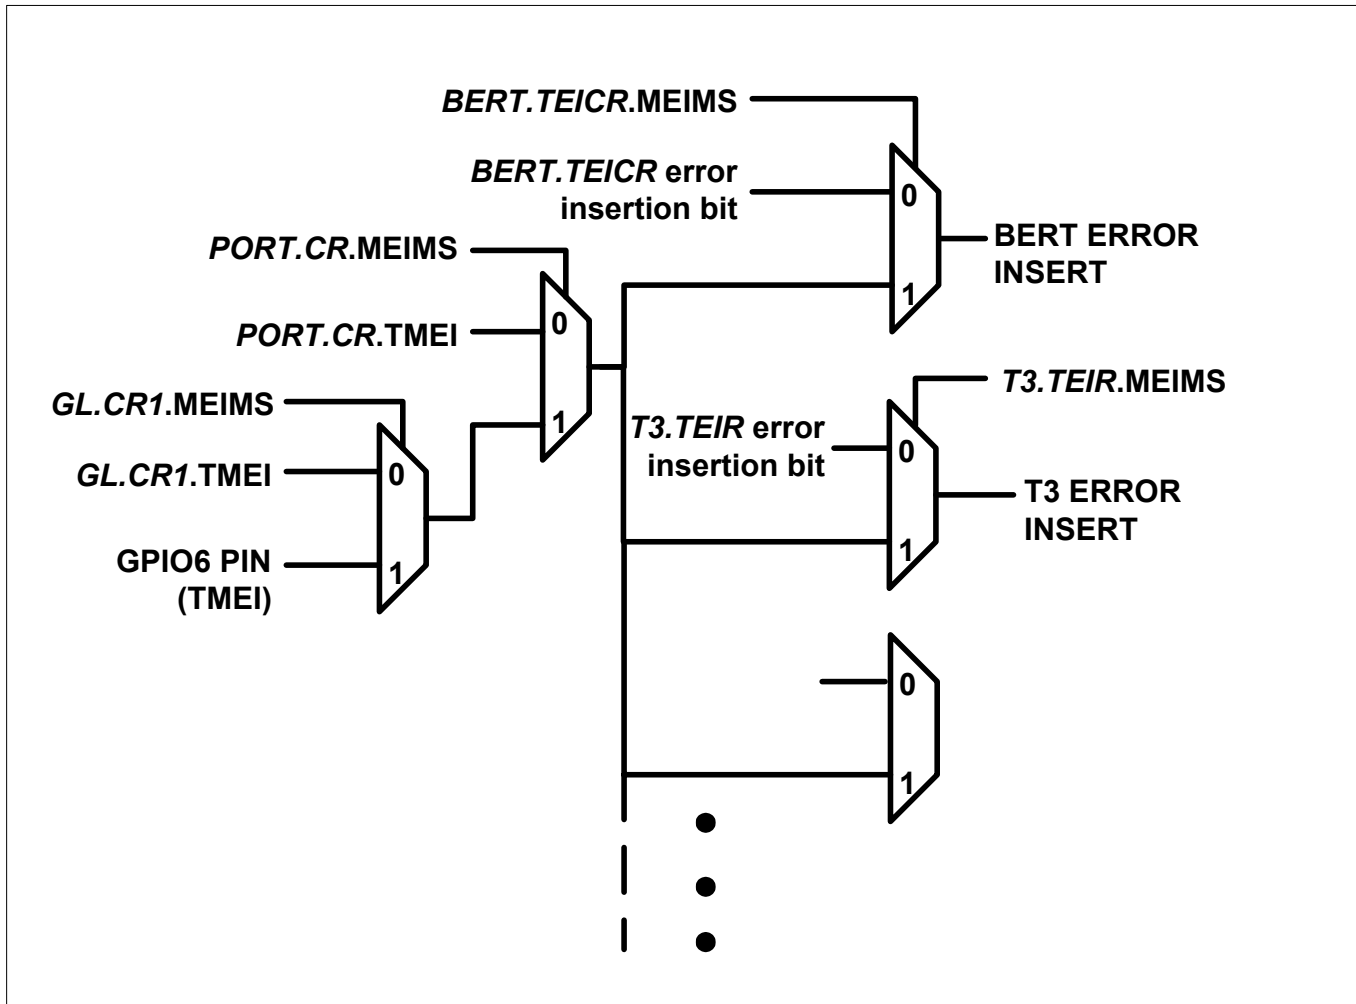 BERT.TEICR.MEIMS
BERT.TEICR error
insertion bit
0
1
BERT ERROR
INSERT
PORT.CR.MEIMS
PORT.CR.TMEI
0
1
GL.CR1.MEIMS
GL.CR1.TMEI
GPIO6 PIN
(TMEI)
0
1
T3.TEIR.MEIMS
T3.TEIR error
insertion bit
0
1
T3 ERROR
INSERT
0
1